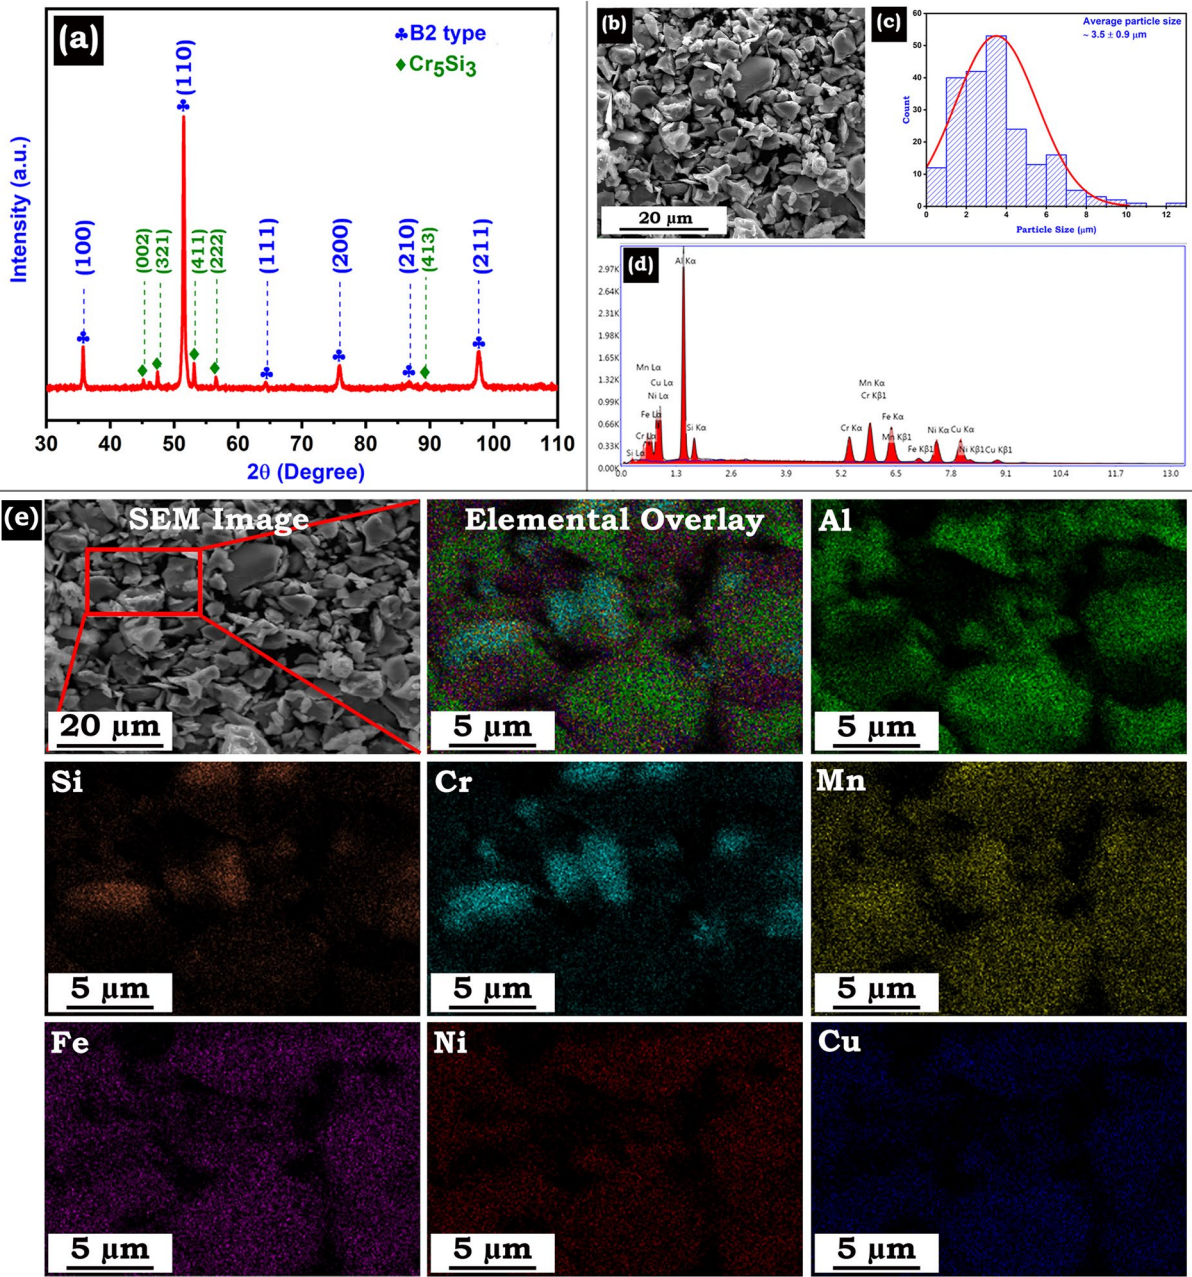 (a)
♣B2 type
♦Cr5Si3
(100)
(002)
(321)
(110)
(411)
(222)
(111)
(200)
(210)
(413)
(211)
Intensity (a.u.)
30 40 50 60 70 80 90 100 110
2θ (Degree)
(b)
20 μm
(c)
Average particle size
~ 3.5 ± 0.9 μm
Count
60
50
40
30
20
10
0
0 2 4 6 8 10 12
Particle Size (μm)
(d)
2.97K
2.64K
2.31K
1.98K
1.65K
1.32K
0.99K
0.66K
0.33K
0.00K
Al Kα
Mn Lα
Cu Lα
Ni Lα
Fe Lα
Cr Lα
Si Lα
Si Kα
Mn Kα
Cr Kβ1
Cr Kα
Fe Kα
Mn Kβ1
Fe Kβ1
Ni Kα
Cu Kα
Ni Kβ1
Cu Kβ1
0.0 1.3 2.6 3.9 5.2 6.5 7.8 9.1 10.4 11.7 13.0
(e)
SEM Image
20 μm
Elemental Overlay
5 μm
Al
5 μm
Si
5 μm
Cr
5 μm
Mn
5 μm
Fe
5 μm
Ni
5 μm
Cu
5 μm